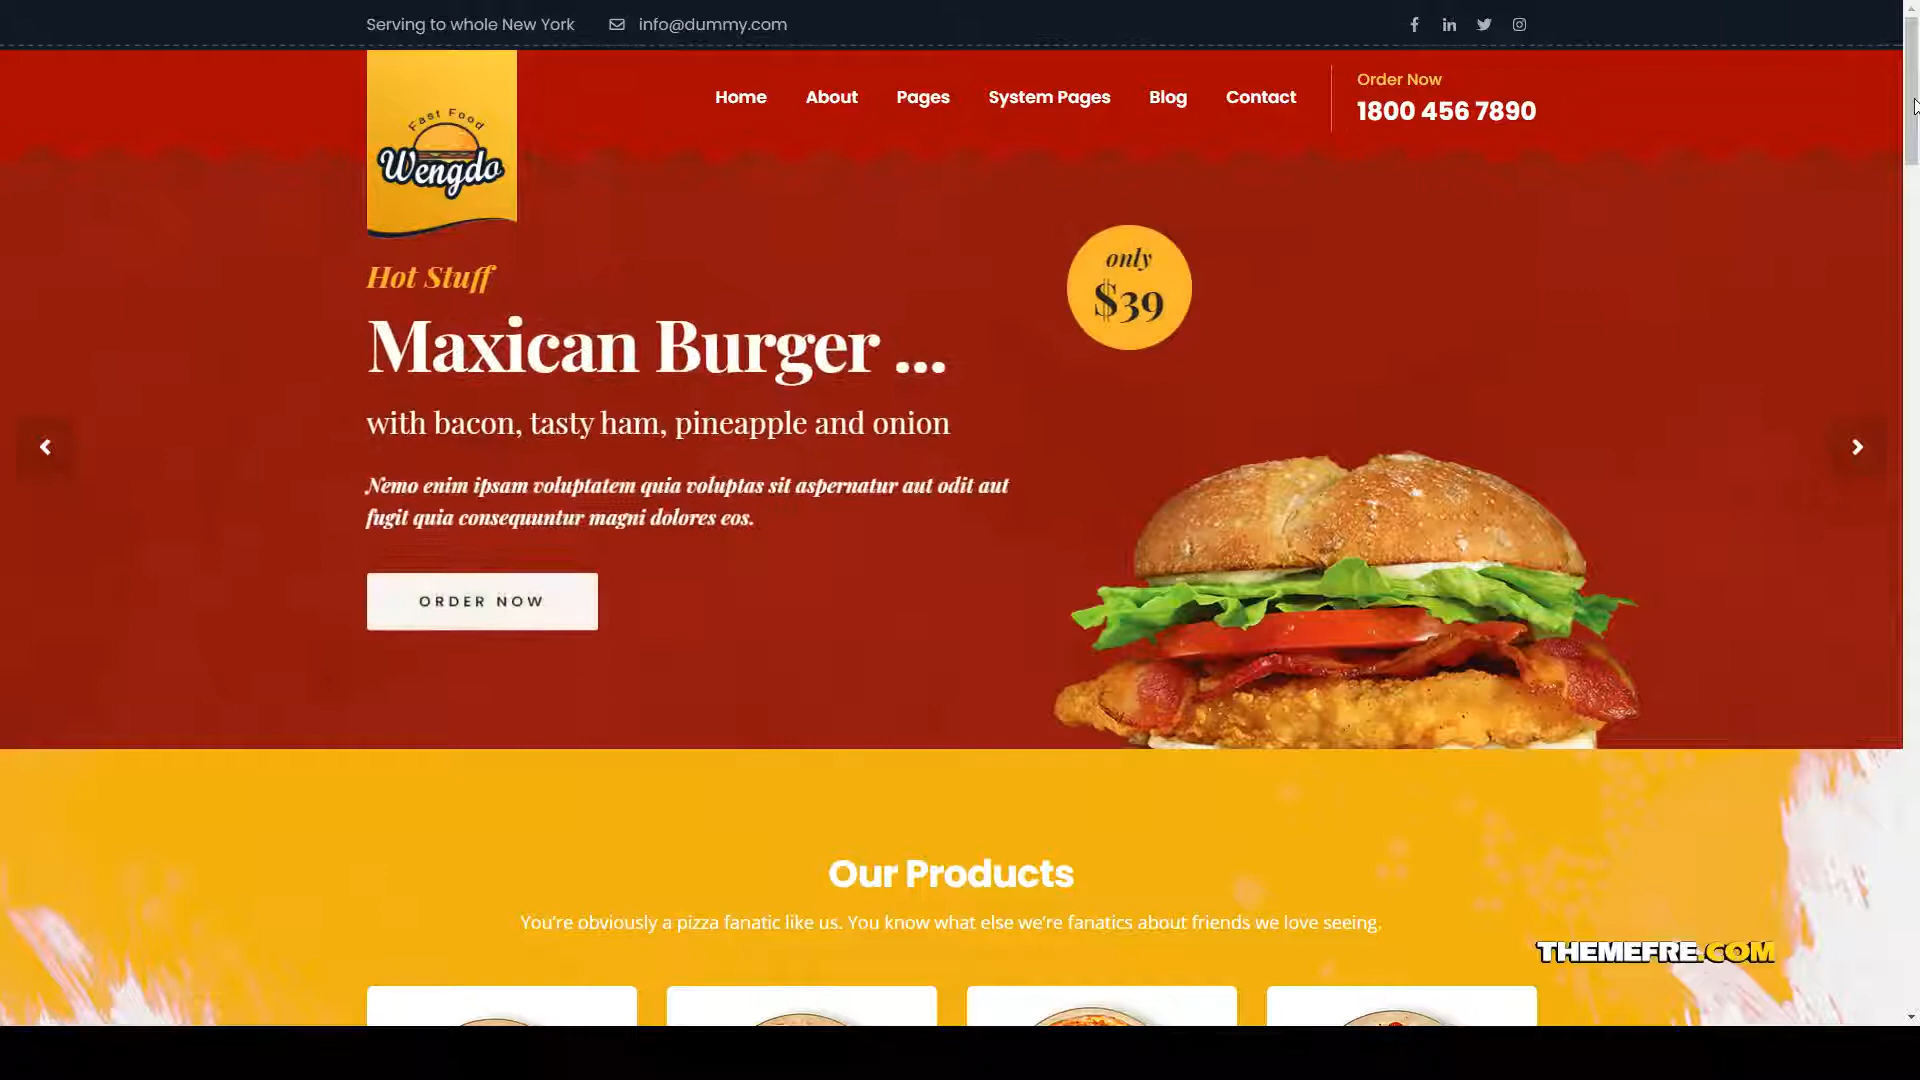 Serving to whole New York
info@dummy.com
Fast Food
Wengdo
Home
About
Pages
System Pages
Blog
Contact
Order Now
1800 456 7890
Hot Stuff
Maxican Burger ...
with bacon, tasty ham, pineapple and onion
Nemo enim ipsam voluptatem quia voluptas sit aspernatur aut odit aut
fugit quia consequuntur magni dolores eos.
ORDER NOW
only
$39
Our Products
You're obviously a pizza fanatic like us. You know what else we're fanatics about friends we love seeing.
THEMEFRE.COM